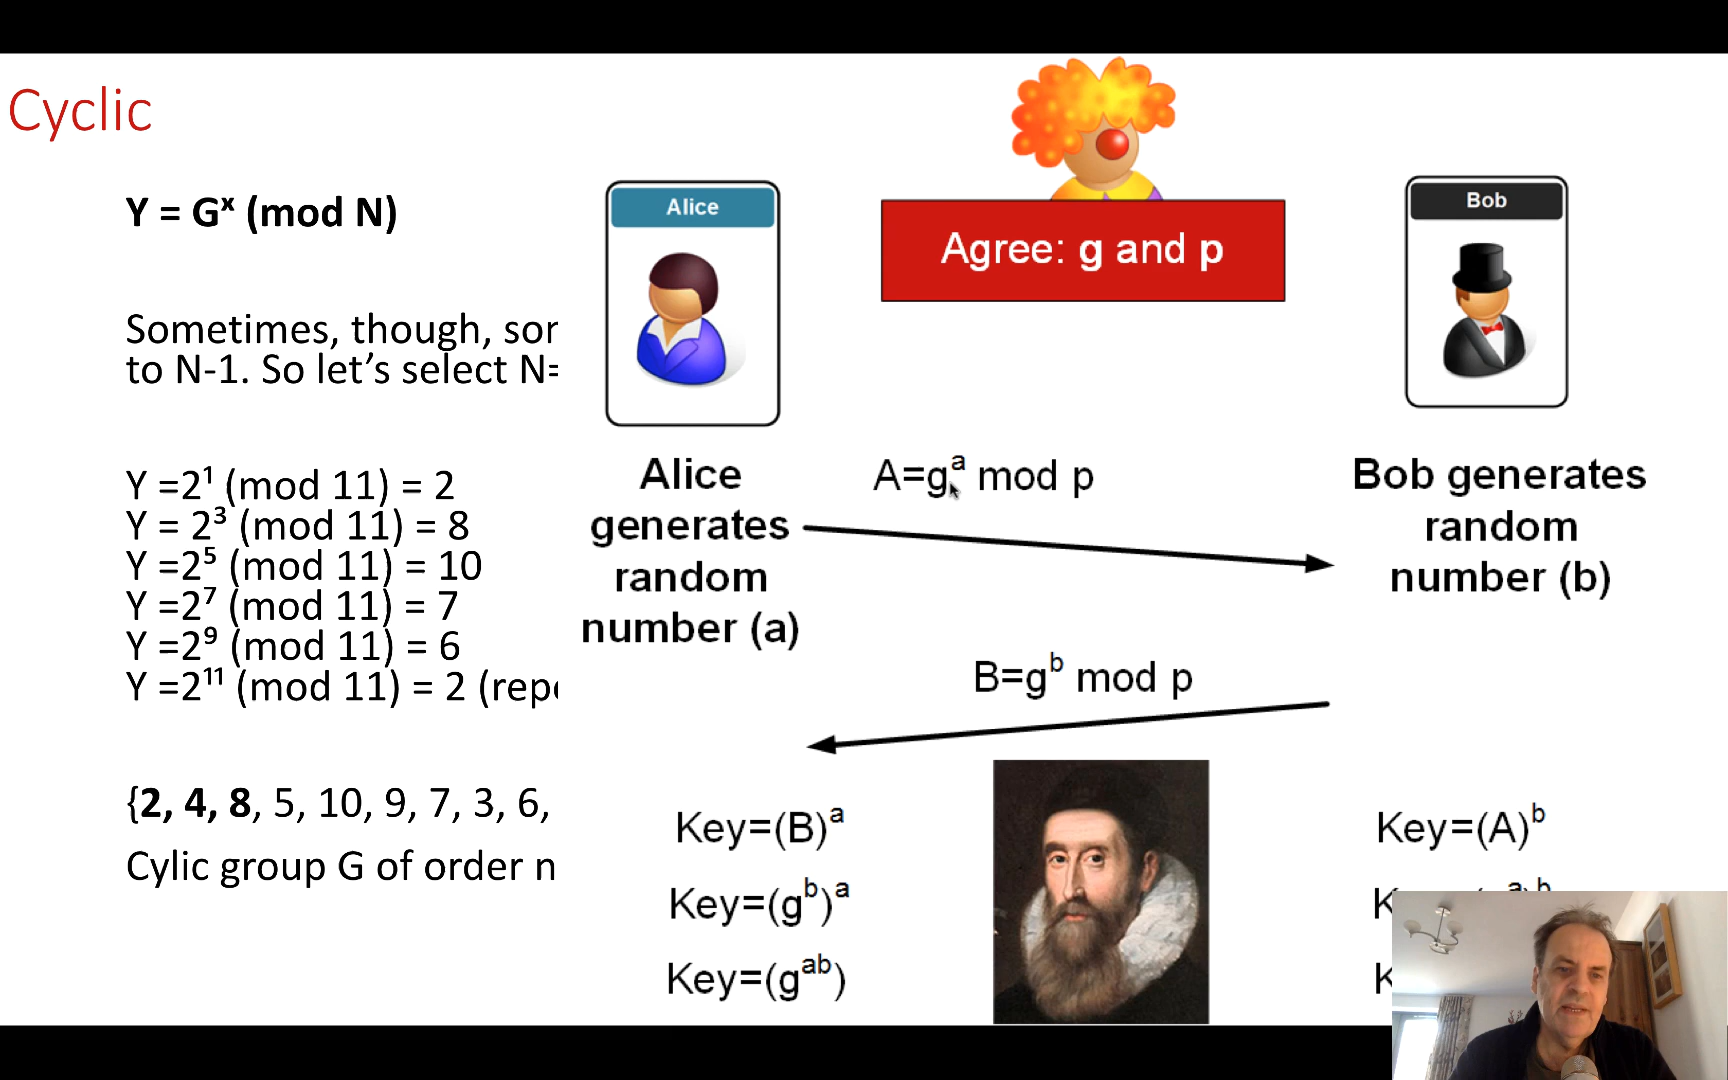 Cyclic
Y = Gˣ (mod N)
Sometimes, though, sor
to N-1. So let’s select N=
Y =2¹ (mod 11) = 2
Y = 2³ (mod 11) = 8
Y =2⁵ (mod 11) = 10
Y =2⁷ (mod 11) = 7
Y =2⁹ (mod 11) = 6
Y =2¹¹ (mod 11) = 2 (rep
{2, 4, 8, 5, 10, 9, 7, 3, 6,
Cylic group G of order n
Alice
Agree: g and p
Bob
Alice
generates
random
number (a)
A=gᵃ mod p
Bob generates
random
number (b)
B=gᵇ mod p
Key=(B)ᵃ
Key=(gᵇ)ᵃ
Key=(gᵃᵇ)
Key=(A)ᵇ